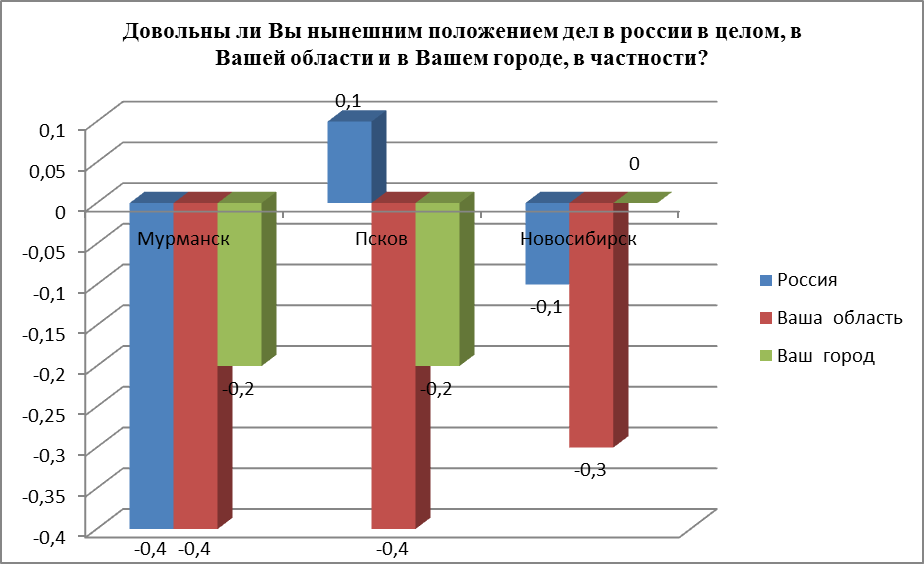 Довольны ли Вы нынешним положением дел в россии в целом, в
Вашей области и в Вашем городе, в частности?
0,1
0,05
0
-0,05
-0,1
-0,15
-0,2
-0,25
-0,3
-0,35
-0,4
0,1
0
Мурманск Псков Новосибирск
-0,1
-0,2 -0,2
-0,3
-0,4 -0,4 -0,4
Россия
Ваша область
Ваш город